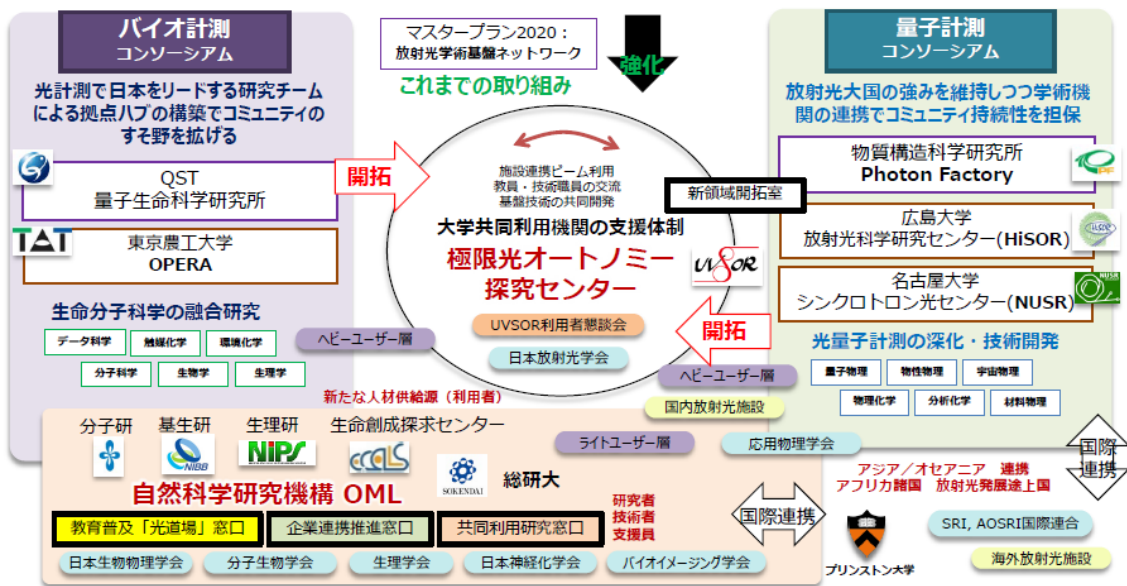 バイオ計測
コンソーシアム
光計測で日本をリードする研究チーム
による拠点ハブの構築でコミュニティの
すそ野を拡げる
QST
量子生命科学研究所
TAT
東京農工大学
OPERA
生命分子科学の融合研究
データ科学
触媒化学
環境化学
分子科学
生物学
生理学
マスタープラン2020：
放射光学術基盤ネットワーク
これまでの取り組み
強化
開拓
施設連携ビーム利用
教員・技術職員の交流
基盤技術の共同開発
新領域開拓室
大学共同利用機関の支援体制
極限光オートノミー
探究センター
UVSOR
UVSOR利用者懇談会
日本放射光学会
開拓
ヘビーユーザー層
ヘビーユーザー層
国内放射光施設
ライトユーザー層
応用物理学会
量子計測
コンソーシアム
放射光大国の強みを維持しつつ学術機
関の連携でコミュニティ持続性を担保
物質構造科学研究所
Photon Factory
PF
広島大学
放射光科学研究センター(HiSOR)
HiSOR
名古屋大学
シンクロトロン光センター(NUSR)
NUSR
光量子計測の深化・技術開発
量子物理
物性物理
宇宙物理
物理化学
分析化学
材料物理
新たな人材供給源（利用者）
分子研
基生研
生理研
生命創成探求センター
NIBB
NiPS
SOKENDAI
総研大
自然科学研究機構 OML
教育普及「光道場」窓口
企業連携推進窓口
共同利用研究窓口
研究者
技術者
支援員
日本生物物理学会
分子生物学会
生理学会
日本神経化学会
バイオイメージング学会
国際連携
国際
連携
アジア／オセアニア　連携
アフリカ諸国　放射光発展途上国
プリンストン大学
SRI, AOSRI国際連合
海外放射光施設